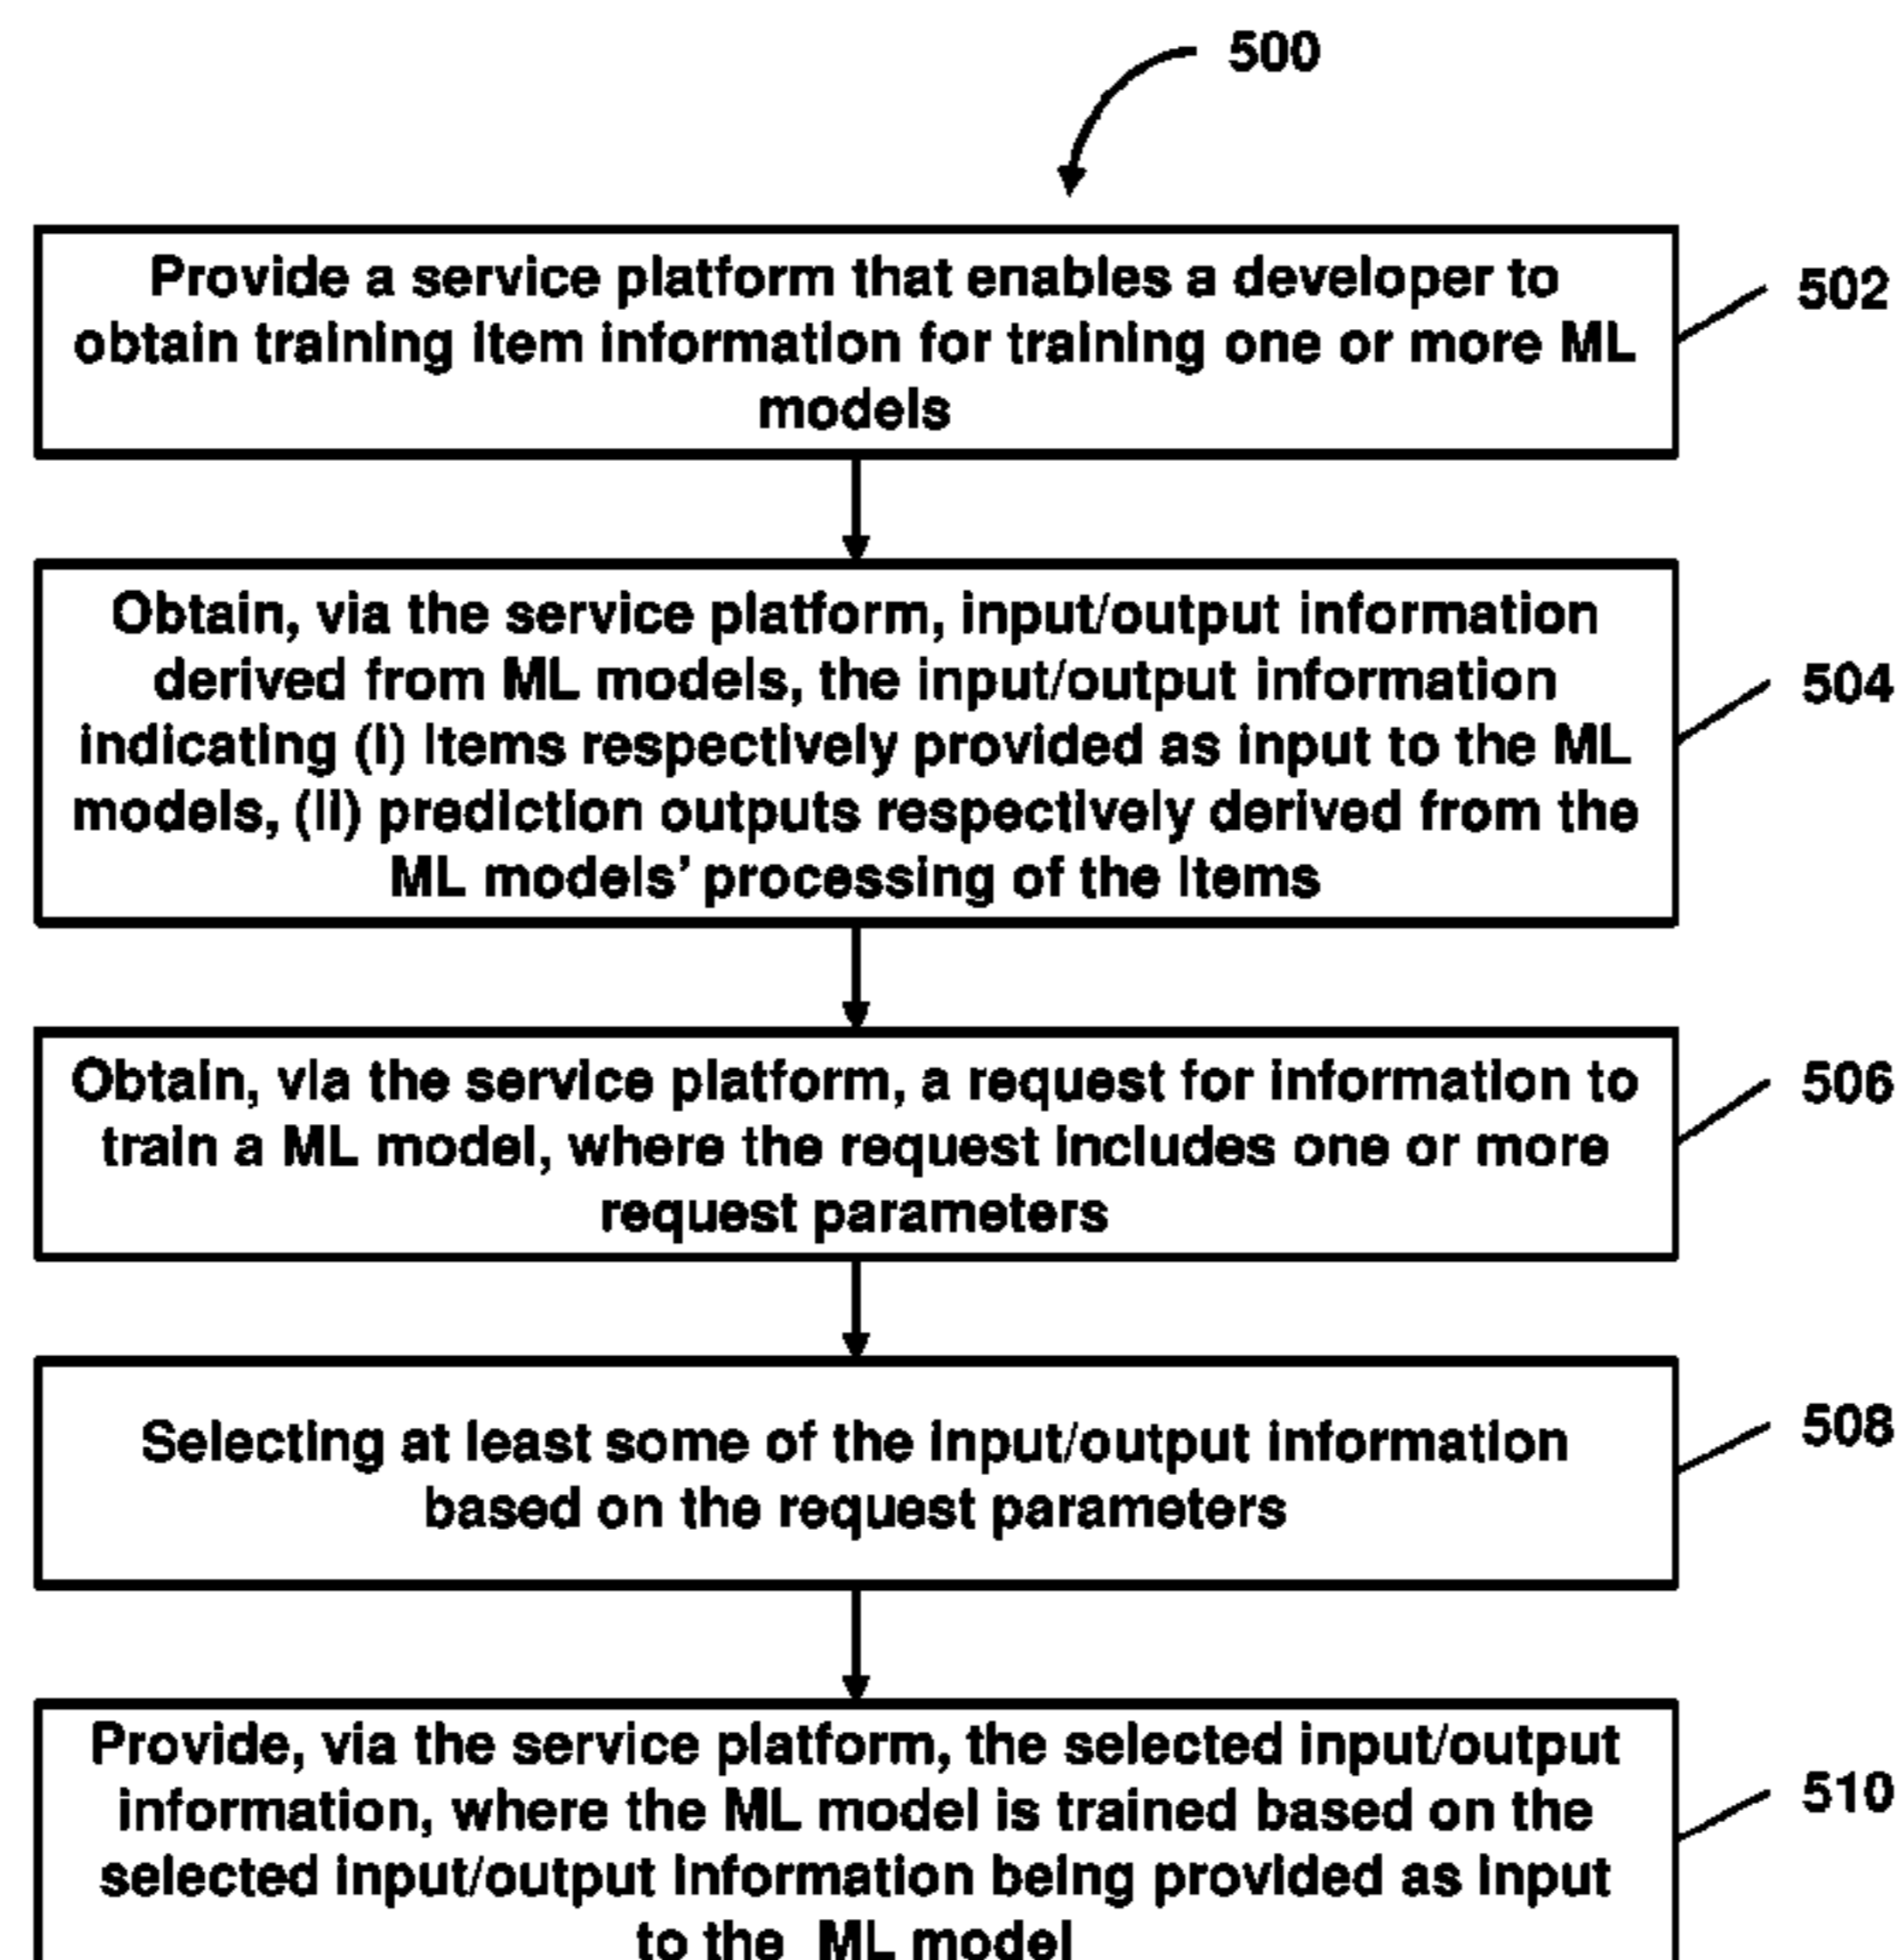 500
Provide a service platform that enables a developer to
obtain training item information for training one or more ML
models
502
Obtain, via the service platform, input/output information
derived from ML models, the input/output information
indicating (i) items respectively provided as input to the ML
models, (ii) prediction outputs respectively derived from the
ML models' processing of the items
504
Obtain, via the service platform, a request for information to
train a ML model, where the request includes one or more
request parameters
506
Selecting at least some of the input/output information
based on the request parameters
508
Provide, via the service platform, the selected input/output
information, where the ML model is trained based on the
selected input/output information being provided as input
to the ML model
510